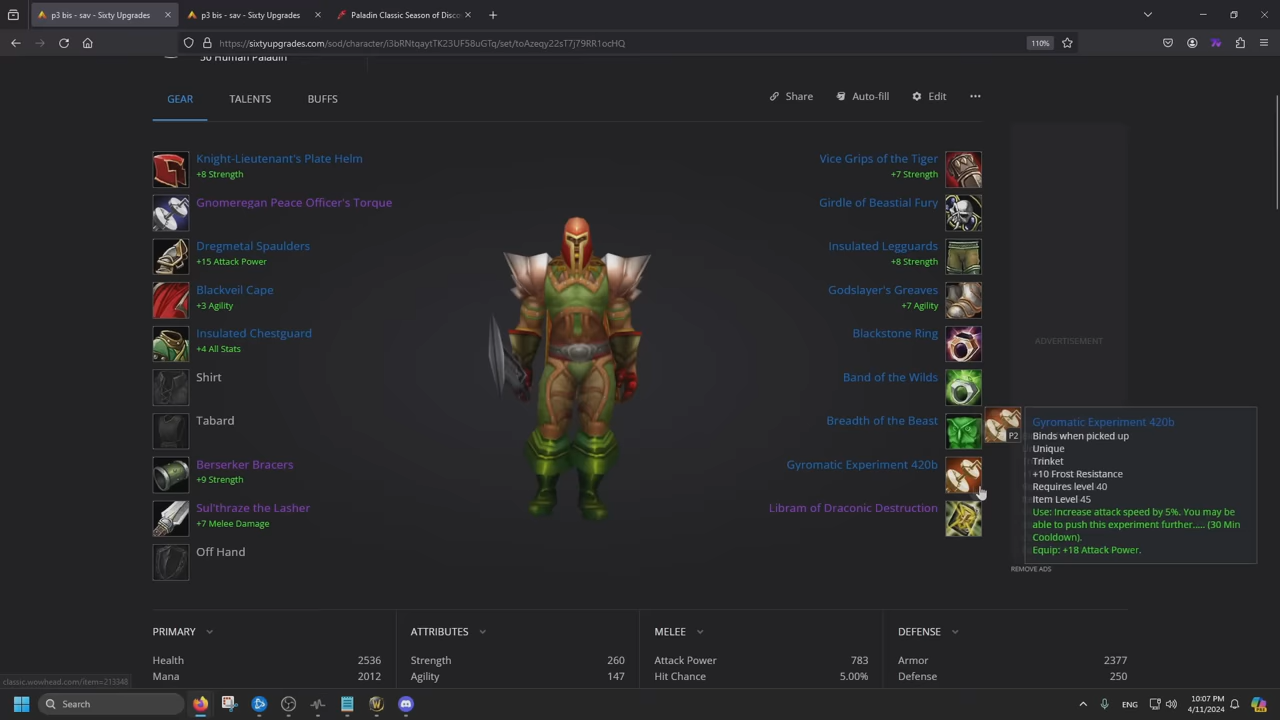 p3 bis - sav - Sixty Upgrades
p3 bis - sav - Sixty Upgrades
Paladin Classic Season of Disco
https://sixtyupgrades.com/sod/character/i3bRNtqaytTK23UF58uGTq/set/toAzeqy22sT7j79RR1ocHQ
110%
50 Human Paladin
GEAR
TALENTS
BUFFS
Share
Auto-fill
Edit
Knight-Lieutenant's Plate Helm
+8 Strength
Gnomeregan Peace Officer's Torque
Dregmetal Spaulders
+15 Attack Power
Blackveil Cape
+3 Agility
Insulated Chestguard
+4 All Stats
Shirt
Tabard
Berserker Bracers
+9 Strength
Sul'thraze the Lasher
+7 Melee Damage
Off Hand
Vice Grips of the Tiger
+7 Strength
Girdle of Beastial Fury
Insulated Legguards
+8 Strength
Godslayer's Greaves
+7 Agility
Blackstone Ring
Band of the Wilds
Breadth of the Beast
Gyromatic Experiment 420b
Libram of Draconic Destruction
ADVERTISEMENT
P2
Gyromatic Experiment 420b
Binds when picked up
Unique
Trinket
+10 Frost Resistance
Requires level 40
Item Level 45
Use: Increase attack speed by 5%. You may be
able to push this experiment further..... (30 Min
Cooldown).
Equip: +18 Attack Power.
REMOVE ADS
PRIMARY
Health 2536
Mana 2012
ATTRIBUTES
Strength 260
Agility 147
MELEE
Attack Power 783
Hit Chance 5.00%
DEFENSE
Armor 2377
Defense 250
classic.wowhead.com/item=213348
Search
ENG
10:07 PM
4/11/2024